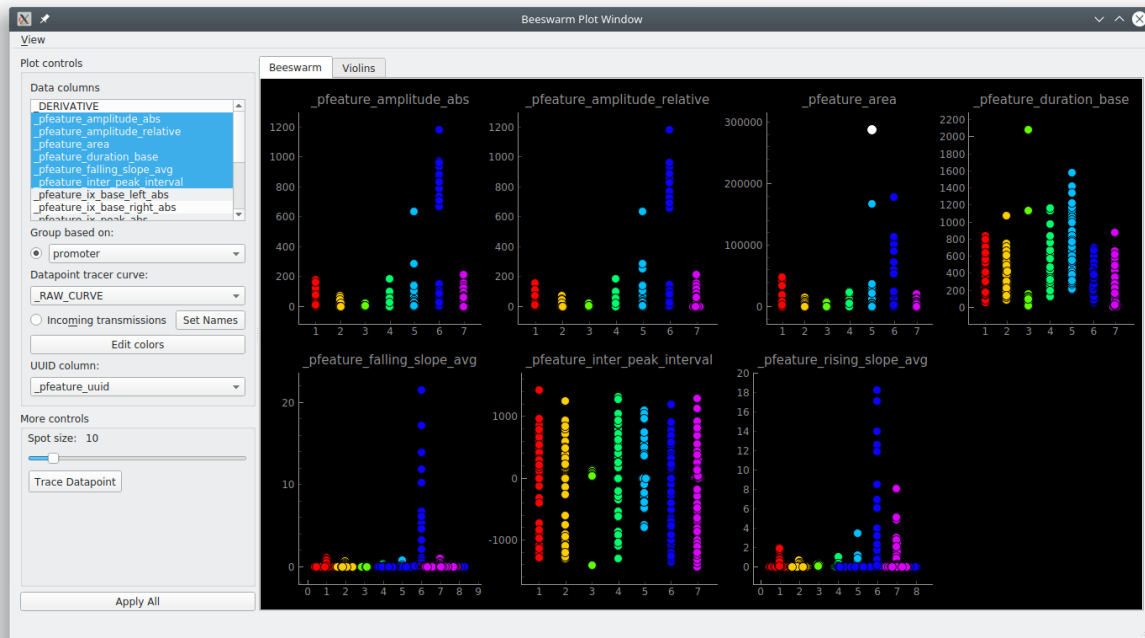 Beeswarm Plot Window
View
Plot controls
Data columns
_DERIVATIVE
_pfeature_amplitude_abs
_pfeature_amplitude_relative
_pfeature_area
_pfeature_duration_base
_pfeature_falling_slope_avg
_pfeature_inter_peak_interval
_pfeature_ix_base_left_abs
_pfeature_ix_base_right_abs
_pfeature_ix_peak_abs
Group based on:
promoter
Datapoint tracer curve:
_RAW_CURVE
Incoming transmissions Set Names
Edit colors
UUID column:
_pfeature_uuid
More controls
Spot size: 10
Trace Datapoint
Apply All
Beeswarm Violins
_pfeature_amplitude_abs
1200
1000
800
600
400
200
0
1 2 3 4 5 6 7
_pfeature_amplitude_relative
1200
1000
800
600
400
200
0
1 2 3 4 5 6 7
_pfeature_area
300000
200000
100000
0
1 2 3 4 5 6 7
_pfeature_duration_base
2200
2000
1800
1600
1400
1200
1000
800
600
400
200
0
1 2 3 4 5 6 7
_pfeature_falling_slope_avg
20
10
0
0 1 2 3 4 5 6 7 8 9
_pfeature_inter_peak_interval
1000
0
-1000
1 2 3 4 5 6 7
_pfeature_rising_slope_avg
20
18
16
14
12
10
8
6
4
2
0
0 1 2 3 4 5 6 7 8